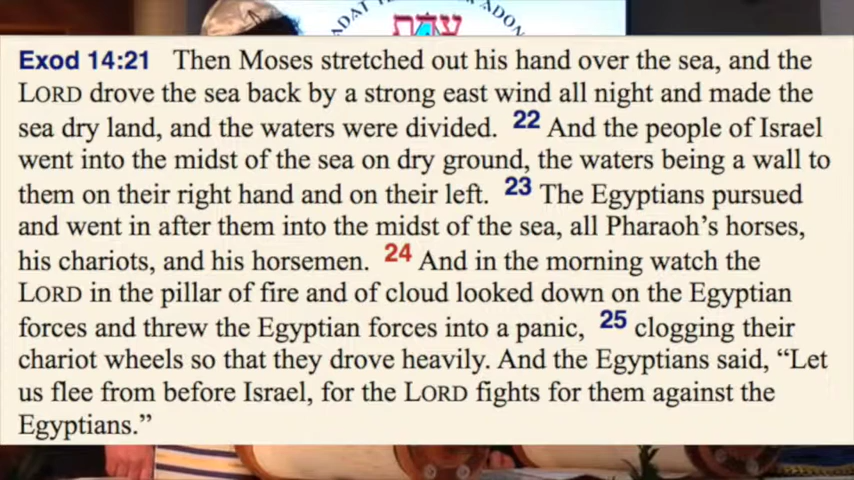 ADAT
ADON
עדת
Exod 14:21 Then Moses stretched out his hand over the sea, and the
LORD drove the sea back by a strong east wind all night and made the
sea dry land, and the waters were divided. 22 And the people of Israel
went into the midst of the sea on dry ground, the waters being a wall to
them on their right hand and on their left. 23 The Egyptians pursued
and went in after them into the midst of the sea, all Pharaoh’s horses,
his chariots, and his horsemen. 24 And in the morning watch the
LORD in the pillar of fire and of cloud looked down on the Egyptian
forces and threw the Egyptian forces into a panic, 25 clogging their
chariot wheels so that they drove heavily. And the Egyptians said, “Let
us flee from before Israel, for the LORD fights for them against the
Egyptians.”